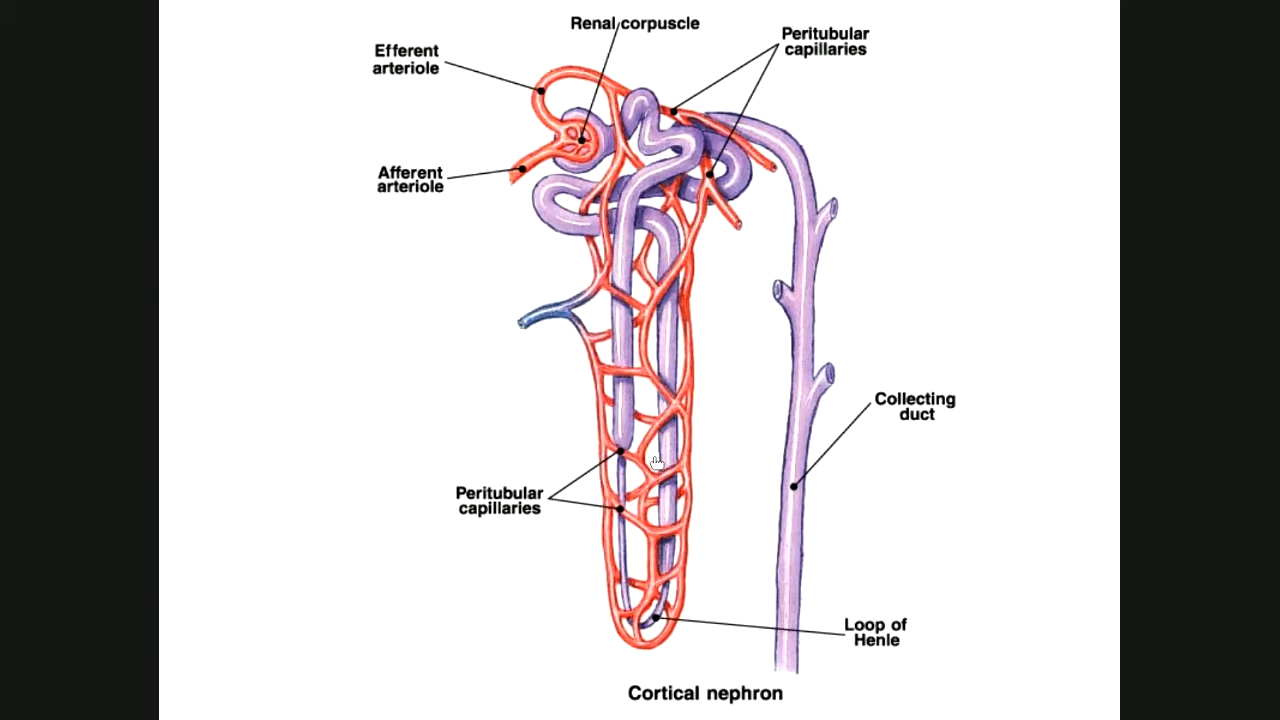 Renal corpuscle
Efferent
arteriole
Peritubular
capillaries
Afferent
arteriole
Collecting
duct
Peritubular
capillaries
Loop of
Henle
Cortical nephron